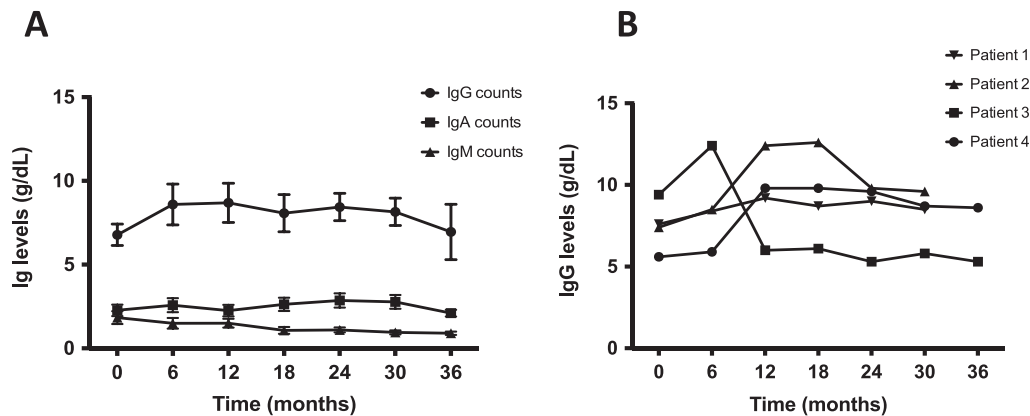 A
IgG counts
IgA counts
IgM counts
Ig levels (g/dL)
15
10
5
0
0 6 12 18 24 30 36
Time (months)
B
Patient 1
Patient 2
Patient 3
Patient 4
IgG levels (g/dL)
15
10
5
0
0 6 12 18 24 30 36
Time (months)